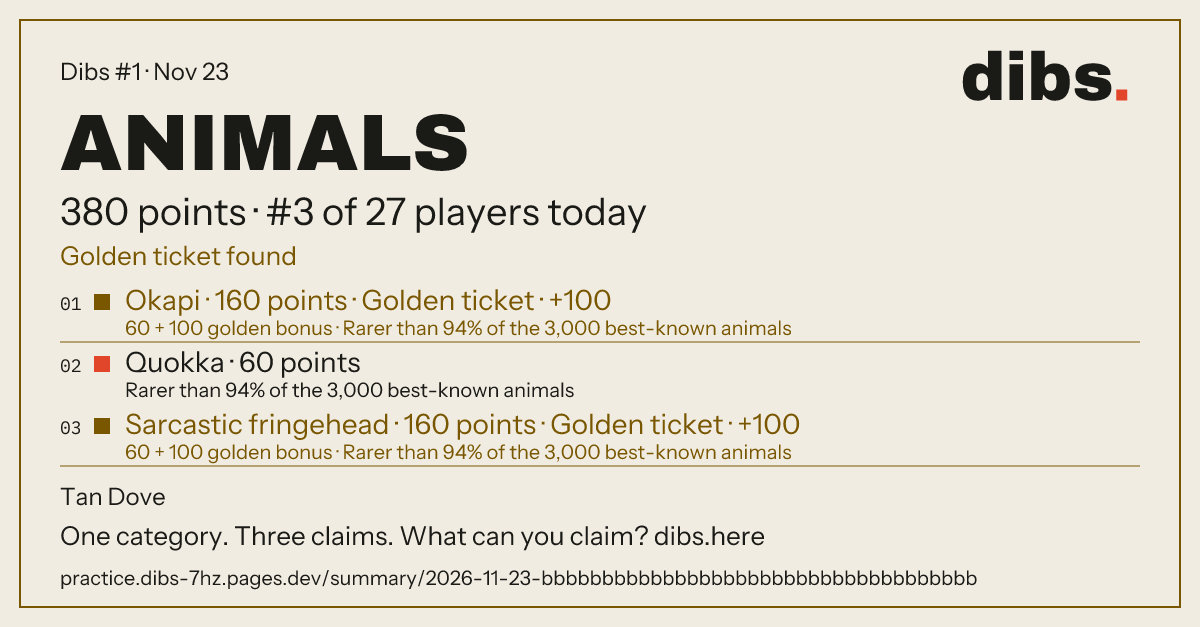 Dibs #1 · Nov 23
dibs.
ANIMALS
380 points · #3 of 27 players today
Golden ticket found
01 Okapi · 160 points · Golden ticket · +100
60 + 100 golden bonus · Rarer than 94% of the 3,000 best-known animals
02 Quokka · 60 points
Rarer than 94% of the 3,000 best-known animals
03 Sarcastic fringehead · 160 points · Golden ticket · +100
60 + 100 golden bonus · Rarer than 94% of the 3,000 best-known animals
Tan Dove
One category. Three claims. What can you claim? dibs.here
practice.dibs-7hz.pages.dev/summary/2026-11-23-bbbbbbbbbbbbbbbbbbbbbbbbbbbbbbbbbbbb